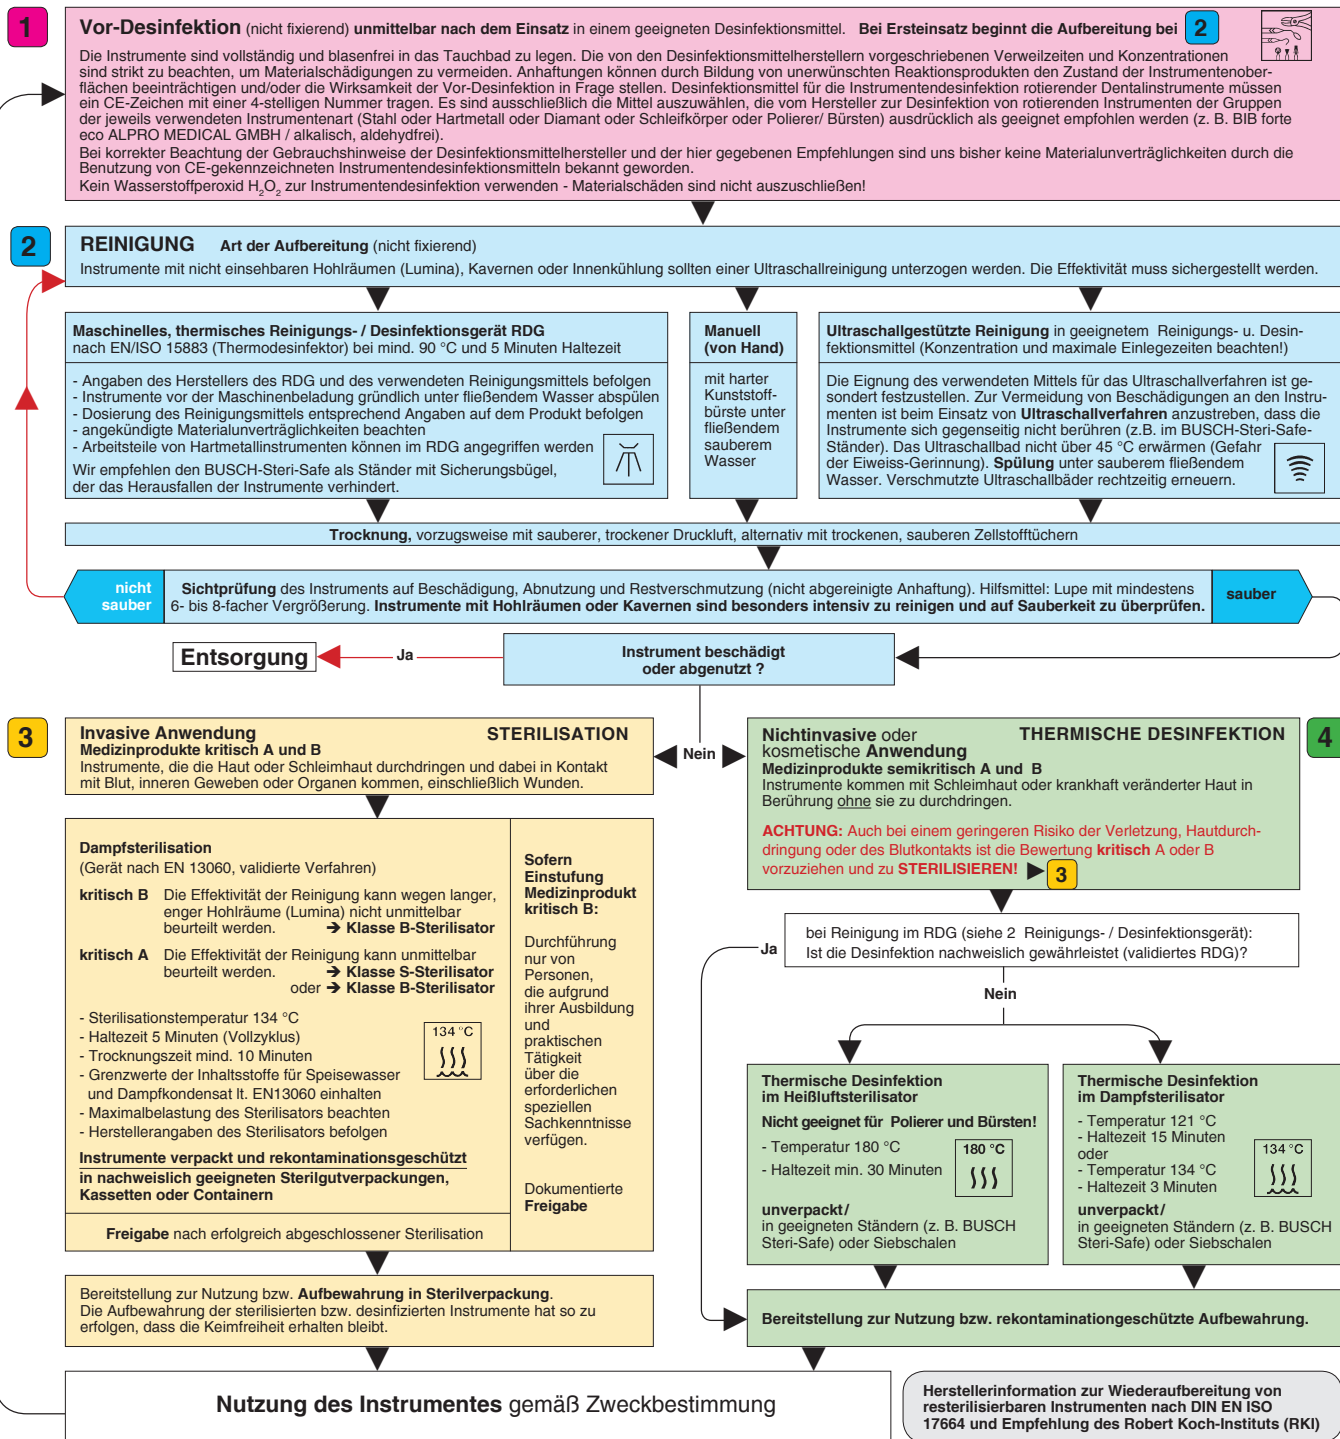 1
Vor-Desinfektion (nicht fixierend) unmittelbar nach dem Einsatz in einem geeigneten Desinfektionsmittel. Bei Ersteinsatz beginnt die Aufbereitung bei 2
Die Instrumente sind vollständig und blasenfrei in das Tauchbad zu legen. Die von den Desinfektionsmittelherstellern vorgeschriebenen Verweilzeiten und Konzentrationen
sind strikt zu beachten, um Materialschädigungen zu vermeiden. Anhaftungen können durch Bildung von unerwünschten Reaktionsprodukten den Zustand der Instrumentenober-
flächen beeinträchtigen und/oder die Wirksamkeit der Vor-Desinfektion in Frage stellen. Desinfektionsmittel für die Instrumentendesinfektion rotierender Dentalinstrumente müssen
ein CE-Zeichen mit einer 4-stelligen Nummer tragen. Es sind ausschließlich die Mittel auszuwählen, die vom Hersteller zur Desinfektion von rotierenden Instrumenten der Gruppen
der jeweils verwendeten Instrumentenart (Stahl oder Hartmetall oder Diamant oder Schleifkörper oder Polierer/ Bürsten) ausdrücklich als geeignet empfohlen werden (z. B. BIB forte
eco ALPRO MEDICAL GMBH / alkalisch, aldehydfrei).
Bei korrekter Beachtung der Gebrauchshinweise der Desinfektionsmittelhersteller und der hier gegebenen Empfehlungen sind uns bisher keine Materialunverträglichkeiten durch die
Benutzung von CE-gekennzeichneten Instrumentendesinfektionsmitteln bekannt geworden.
Kein Wasserstoffperoxid H2O2 zur Instrumentendesinfektion verwenden - Materialschäden sind nicht auszuschließen!
2
REINIGUNG Art der Aufbereitung (nicht fixierend)
Instrumente mit nicht einsehbaren Hohlräumen (Lumina), Kavernen oder Innenkühlung sollten einer Ultraschallreinigung unterzogen werden. Die Effektivität muss sichergestellt werden.
Maschinelles, thermisches Reinigungs- / Desinfektionsgerät RDG
nach EN/ISO 15883 (Thermodesinfektor) bei mind. 90 °C und 5 Minuten Haltezeit
- Angaben des Herstellers des RDG und des verwendeten Reinigungsmittels befolgen
- Instrumente vor der Maschinenbeladung gründlich unter fließendem Wasser abspülen
- Dosierung des Reinigungsmittels entsprechend Angaben auf dem Produkt befolgen
- angekündigte Materialunverträglichkeiten beachten
- Arbeitsteile von Hartmetallinstrumenten können im RDG angegriffen werden
Wir empfehlen den BUSCH-Steri-Safe als Ständer mit Sicherungsbügel,
der das Herausfallen der Instrumente verhindert.
Manuell
(von Hand)
mit harter
Kunststoff-
bürste unter
fließendem
sauberem
Wasser
Ultraschallgestützte Reinigung in geeignetem Reinigungs- u. Desin-
fektionsmittel (Konzentration und maximale Einlegezeiten beachten!)
Die Eignung des verwendeten Mittels für das Ultraschallverfahren ist ge-
sondert festzustellen. Zur Vermeidung von Beschädigungen an den Instru-
menten ist beim Einsatz von Ultraschallverfahren anzustreben, dass die
Instrumente sich gegenseitig nicht berühren (z.B. im BUSCH-Steri-Safe-
Ständer). Das Ultraschallbad nicht über 45 °C erwärmen (Gefahr
der Eiweiss-Gerinnung). Spülung unter sauberem fließendem
Wasser. Verschmutzte Ultraschallbäder rechtzeitig erneuern.
Trocknung, vorzugsweise mit sauberer, trockener Druckluft, alternativ mit trockenen, sauberen Zellstofftüchern
nicht
sauber
Sichtprüfung des Instruments auf Beschädigung, Abnutzung und Restverschmutzung (nicht abgereinigte Anhaftung). Hilfsmittel: Lupe mit mindestens
6- bis 8-facher Vergrößerung. Instrumente mit Hohlräumen oder Kavernen sind besonders intensiv zu reinigen und auf Sauberkeit zu überprüfen.
sauber
Entsorgung
Ja
Instrument beschädigt
oder abgenutzt ?
Nein
3
Invasive Anwendung STERILISATION
Medizinprodukte kritisch A und B
Instrumente, die die Haut oder Schleimhaut durchdringen und dabei in Kontakt
mit Blut, inneren Geweben oder Organen kommen, einschließlich Wunden.
Dampfsterilisation
(Gerät nach EN 13060, validierte Verfahren)
kritisch B Die Effektivität der Reinigung kann wegen langer,
enger Hohlräume (Lumina) nicht unmittelbar
beurteilt werden. ➔ Klasse B-Sterilisator
kritisch A Die Effektivität der Reinigung kann unmittelbar
beurteilt werden. ➔ Klasse S-Sterilisator
oder ➔ Klasse B-Sterilisator
- Sterilisationstemperatur 134 °C
- Haltezeit 5 Minuten (Vollzyklus)
- Trocknungszeit mind. 10 Minuten
- Grenzwerte der Inhaltsstoffe für Speisewasser
und Dampfkondensat lt. EN13060 einhalten
- Maximalbelastung des Sterilisators beachten
- Herstellerangaben des Sterilisators befolgen
134 °C
Instrumente verpackt und rekontaminationsgeschützt
in nachweislich geeigneten Sterilgutverpackungen,
Kassetten oder Containern
Freigabe nach erfolgreich abgeschlossener Sterilisation
Sofern
Einstufung
Medizinprodukt
kritisch B:
Durchführung
nur von
Personen,
die aufgrund
ihrer Ausbildung
und
praktischen
Tätigkeit
über die
erforderlichen
speziellen
Sachkenntnisse
verfügen.
Dokumentierte
Freigabe
Bereitstellung zur Nutzung bzw. Aufbewahrung in Sterilverpackung.
Die Aufbewahrung der sterilisierten bzw. desinfizierten Instrumente hat so zu
erfolgen, dass die Keimfreiheit erhalten bleibt.
4
Nichtinvasive oder THERMISCHE DESINFEKTION
kosmetische Anwendung
Medizinprodukte semikritisch A und B
Instrumente kommen mit Schleimhaut oder krankhaft veränderter Haut in
Berührung ohne sie zu durchdringen.
ACHTUNG: Auch bei einem geringeren Risiko der Verletzung, Hautdurch-
dringung oder des Blutkontakts ist die Bewertung kritisch A oder B
vorzuziehen und zu STERILISIEREN! 3
bei Reinigung im RDG (siehe 2 Reinigungs- / Desinfektionsgerät):
Ist die Desinfektion nachweislich gewährleistet (validiertes RDG)?
Ja
Nein
Thermische Desinfektion
im Heißluftsterilisator
Nicht geeignet für Polierer und Bürsten!
- Temperatur 180 °C
- Haltezeit min. 30 Minuten
180 °C
unverpackt/
in geeigneten Ständern (z. B. BUSCH
Steri-Safe) oder Siebschalen
Thermische Desinfektion
im Dampfsterilisator
- Temperatur 121 °C
- Haltezeit 15 Minuten
oder
- Temperatur 134 °C
- Haltezeit 3 Minuten
134 °C
unverpackt/
in geeigneten Ständern (z. B. BUSCH
Steri-Safe) oder Siebschalen
Bereitstellung zur Nutzung bzw. rekontaminationgeschützte Aufbewahrung.
Nutzung des Instrumentes gemäß Zweckbestimmung
Herstellerinformation zur Wiederaufbereitung von
resterilisierbaren Instrumenten nach DIN EN ISO
17664 und Empfehlung des Robert Koch-Instituts (RKI)